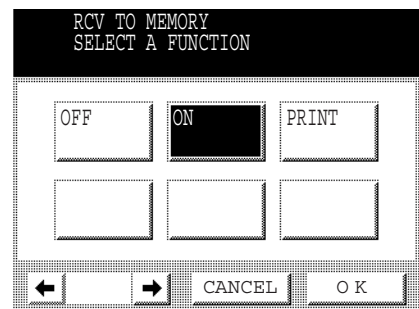 RCV TO MEMORY
SELECT A FUNCTION
OFF ON PRINT
CANCEL O K